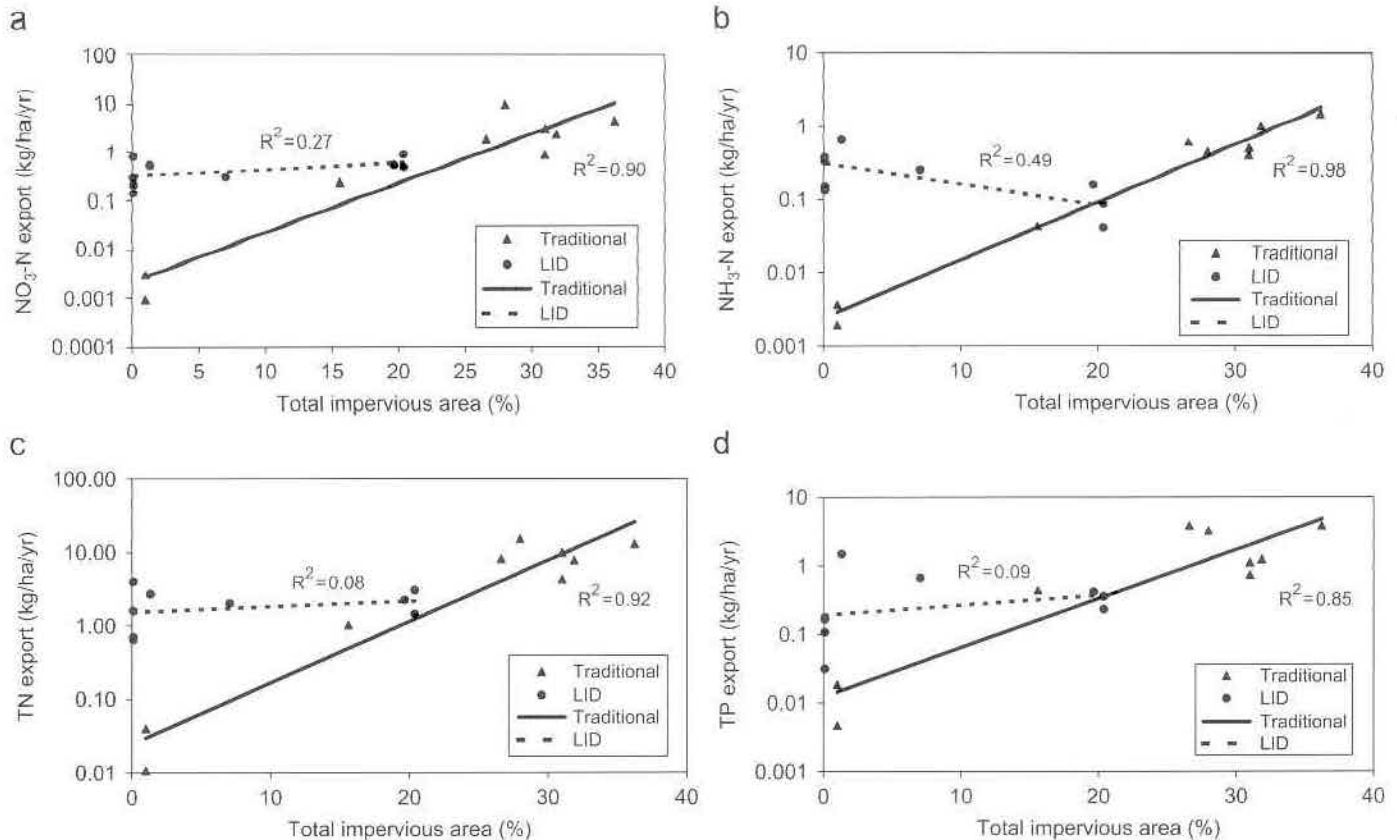 a
100
10
1
0.1
0.01
0.001
0.0001
NO₃-N export (kg/ha/yr)
R²=0.27
R²=0.90
Traditional
LID
Traditional
LID
0 5 10 15 20 25 30 35 40
Total impervious area (%)
b
10
1
0.1
0.01
0.001
NH₃-N export (kg/ha/yr)
R²=0.49
R²=0.98
Traditional
LID
Traditional
LID
0 10 20 30 40
Total impervious area (%)
c
100.00
10.00
1.00
0.10
0.01
TN export (kg/ha/yr)
R²=0.08
R²=0.92
Traditional
LID
Traditional
LID
0 10 20 30 40
Total impervious area (%)
d
10
1
0.1
0.01
0.001
TP export (kg/ha/yr)
R²=0.09
R²=0.85
Traditional
LID
Traditional
LID
0 10 20 30 40
Total impervious area (%)